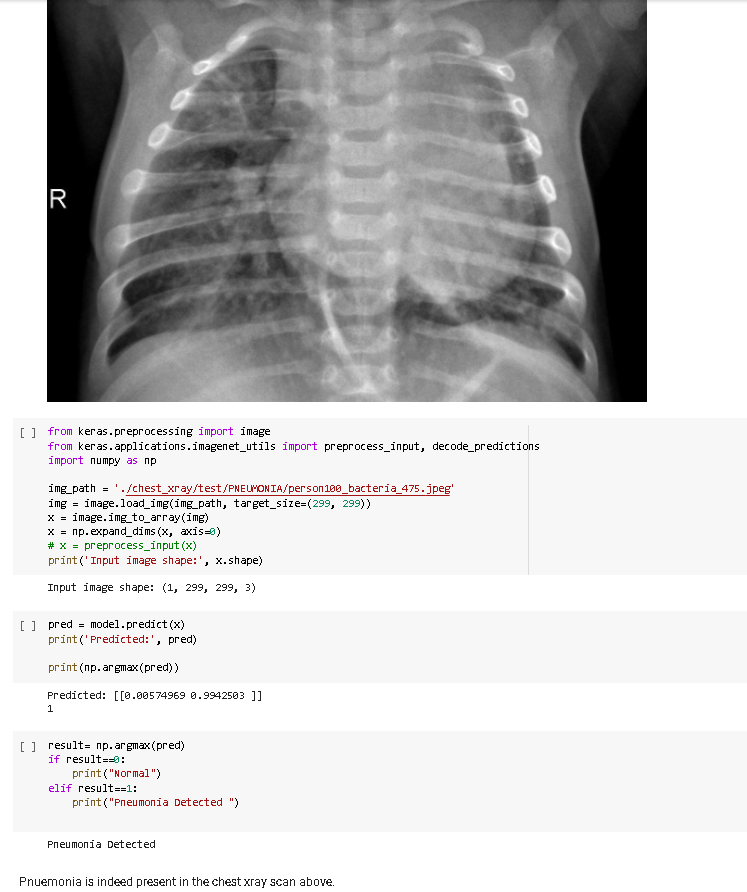 R
[ ] from keras.preprocessing import image
from keras.applications.imagenet_utils import preprocess_input, decode_predictions
import numpy as np
img_path = './chest_xray/test/PNEUMONIA/person100_bacteria_475.jpeg'
img = image.load_img(img_path, target_size=(299, 299))
x = image.img_to_array(img)
x = np.expand_dims(x, axis=0)
# x = preprocess_input(x)
print('Input image shape:', x.shape)
Input image shape: (1, 299, 299, 3)
[ ] pred = model.predict(x)
print('Predicted:', pred)
print(np.argmax(pred))
Predicted: [[0.00574969 0.9942503 ]]
1
[ ] result= np.argmax(pred)
if result==0:
    print("Normal")
elif result==1:
    print("Pneumonia Detected ")
Pneumonia Detected
Pnuemonia is indeed present in the chest xray scan above.